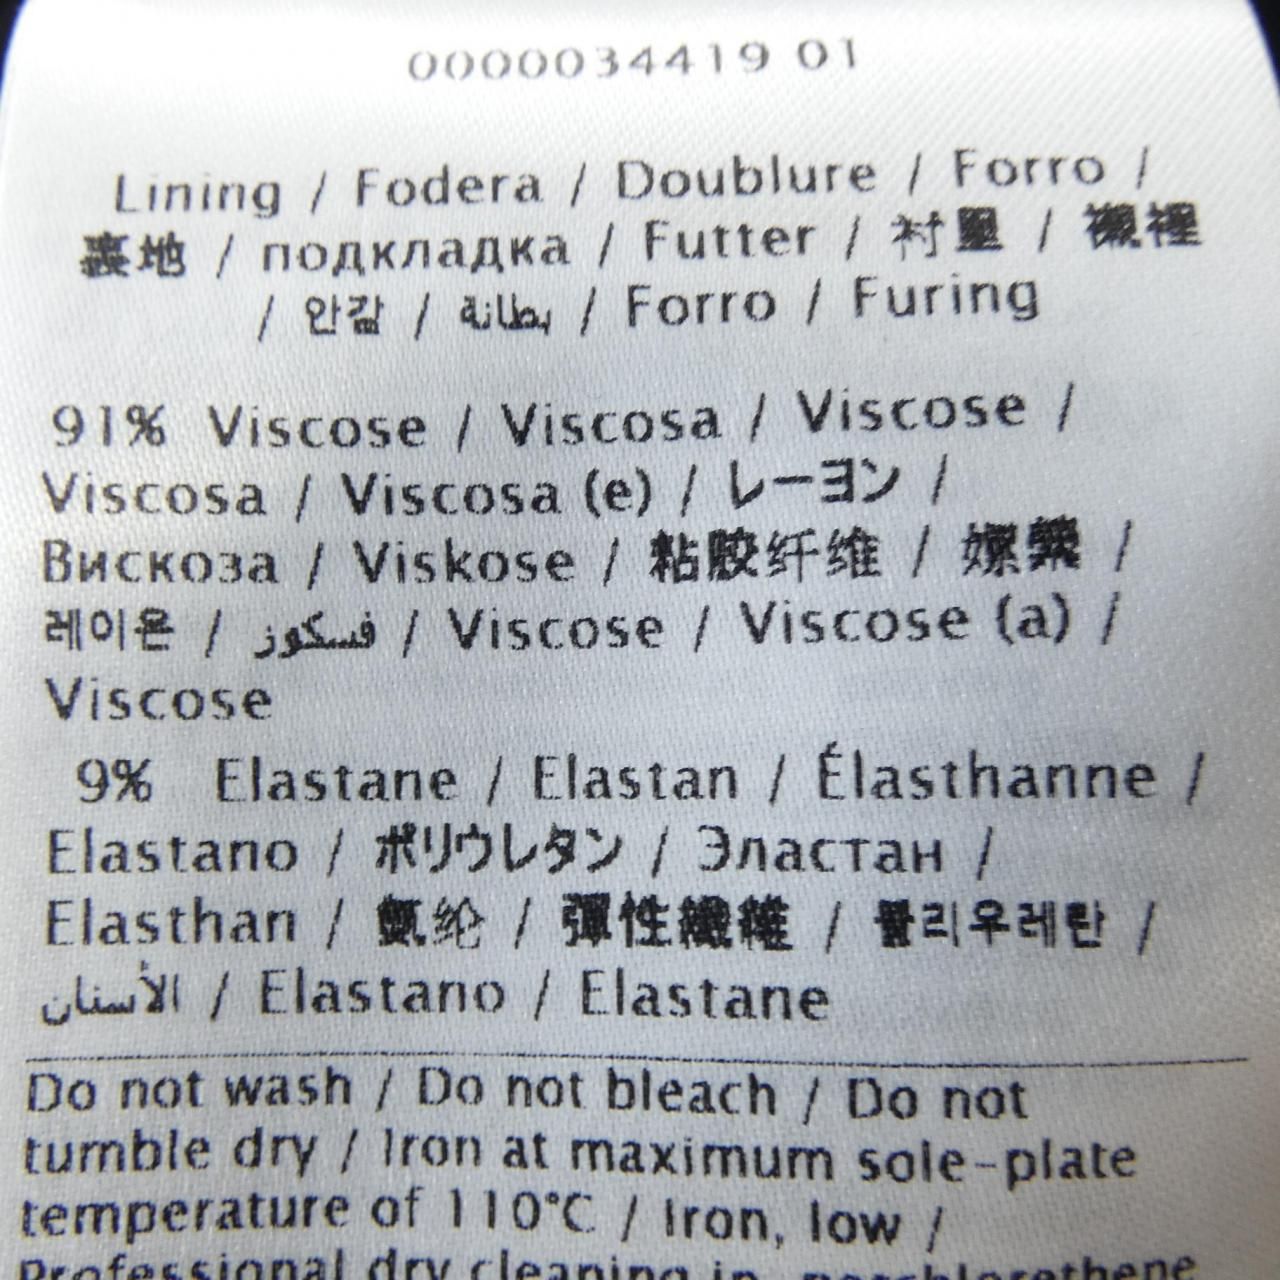 0000034419 01
Lining / Fodera / Doublure / Forro /
裏地 / подкладка / Futter / 衬里 / 襯裡
/ 안감 / بطانة / Forro / Furing
91% Viscose / Viscosa / Viscose /
Viscosa / Viscosa (e) / レーヨン /
Вискоза / Viskose / 粘胶纤维 / 嫘縈 /
레이온 / فسكوز / Viscose / Viscose (a) /
Viscose
9% Elastane / Elastan / Élasthanne /
Elastano / ポリウレタン / Эластан /
Elasthan / 氨纶 / 彈性纖維 / 폴리우레탄 /
الأستان / Elastano / Elastane
Do not wash / Do not bleach / Do not
tumble dry / Iron at maximum sole-plate
temperature of 110°C / Iron, low /
Professional dry cleaning in